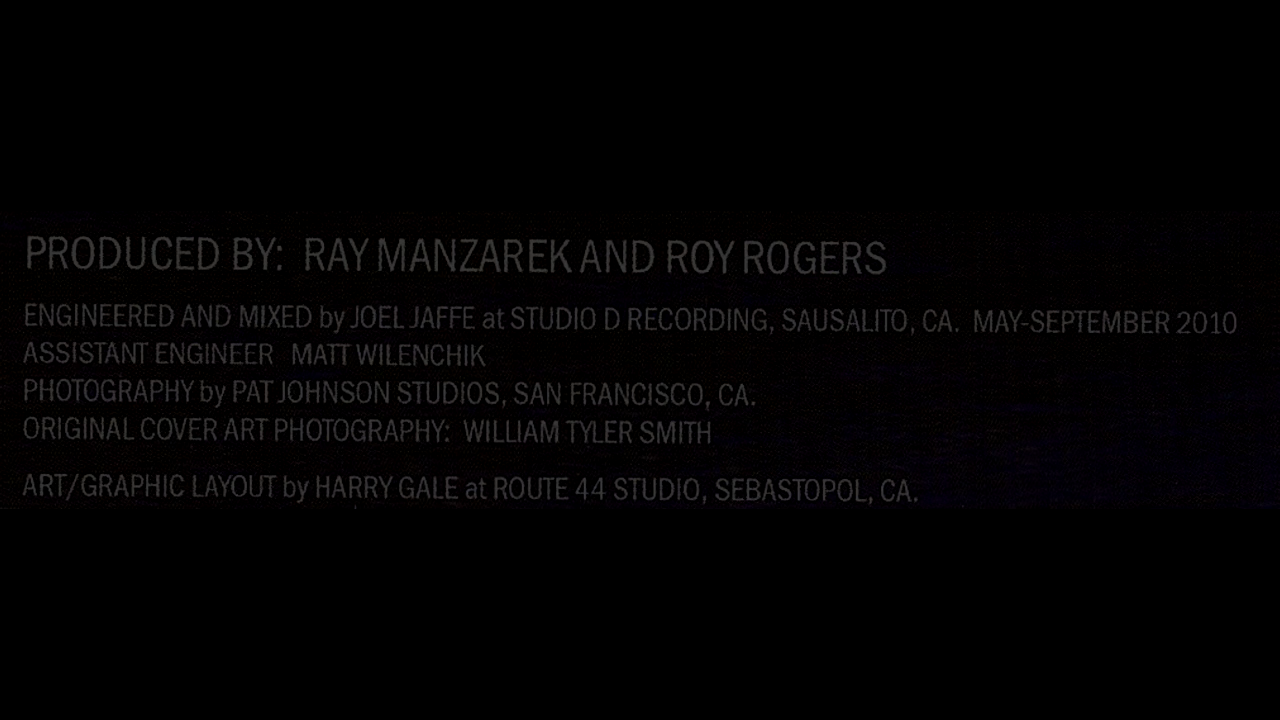 PRODUCED BY: RAY MANZAREK AND ROY ROGERS
ENGINEERED AND MIXED by JOEL JAFFE at STUDIO D RECORDING, SAUSALITO, CA. MAY-SEPTEMBER 2010
ASSISTANT ENGINEER MATT WILENCHIK
PHOTOGRAPHY by PAT JOHNSON STUDIOS, SAN FRANCISCO, CA.
ORIGINAL COVER ART PHOTOGRAPHY: WILLIAM TYLER SMITH
ART/GRAPHIC LAYOUT by HARRY GALE at ROUTE 44 STUDIO, SEBASTOPOL, CA.